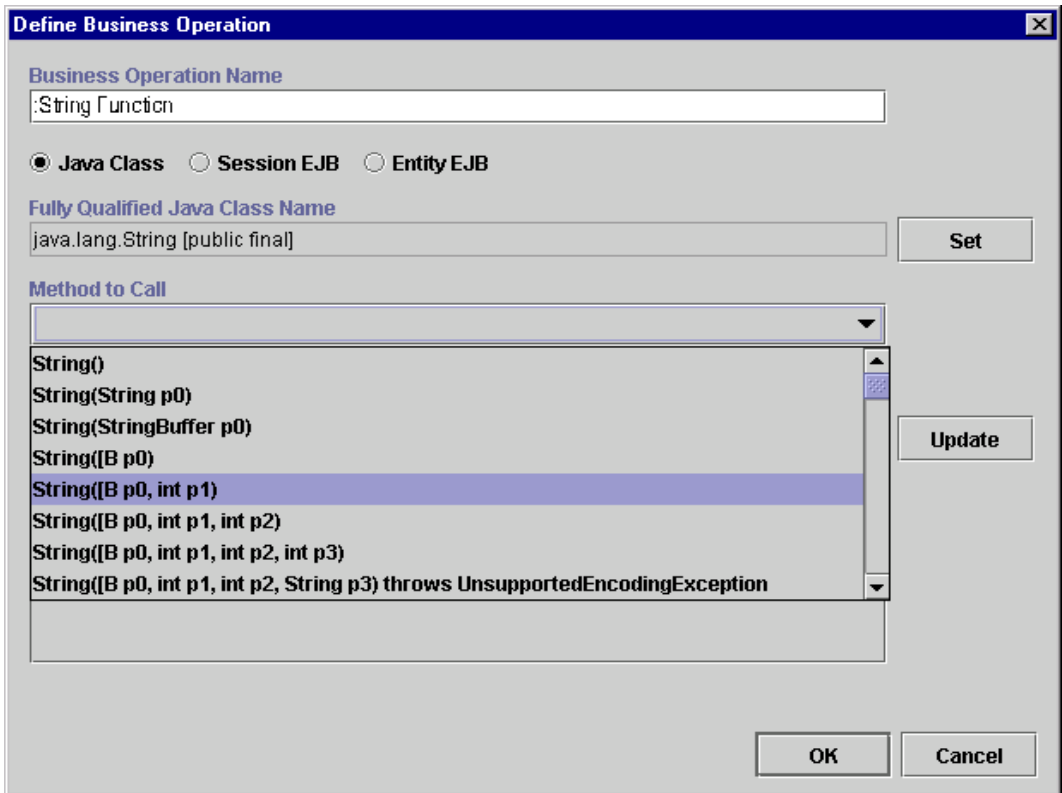 Define Business Operation
Business Operation Name
:String Function
Java Class Session EJB Entity EJB
Fully Qualified Java Class Name
java.lang.String [public final]
Set
Method to Call
String()
String(String p0)
String(StringBuffer p0)
String([B p0)
Update
String([B p0, int p1)
String([B p0, int p1, int p2)
String([B p0, int p1, int p2, int p3)
String([B p0, int p1, int p2, String p3) throws UnsupportedEncodingException
OK Cancel